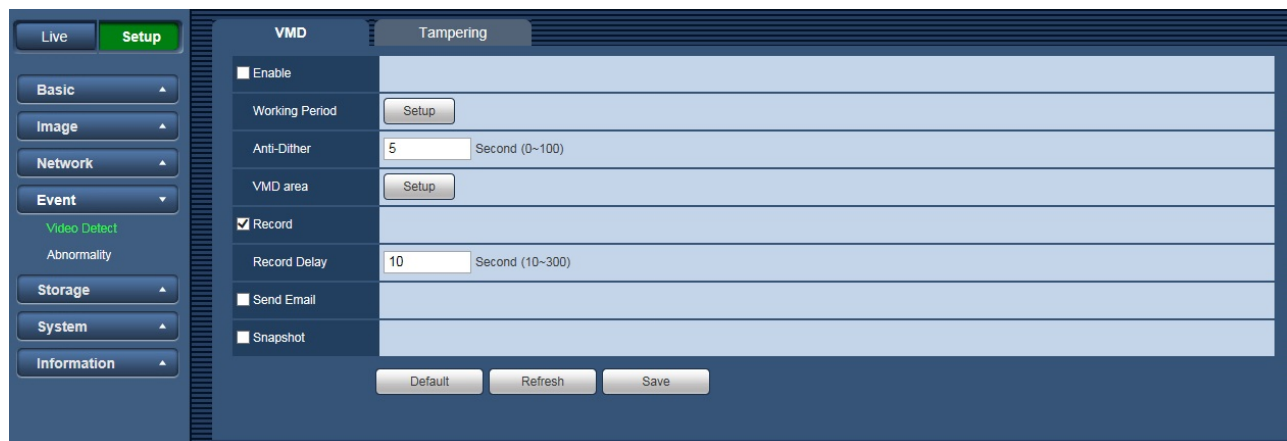 Live Setup
Basic
Image
Network
Event
Video Detect
Abnormality
Storage
System
Information
VMD Tampering
Enable
Working Period Setup
Anti-Dither 5 Second (0~100)
VMD area Setup
Record
Record Delay 10 Second (10~300)
Send Email
Snapshot
Default Refresh Save